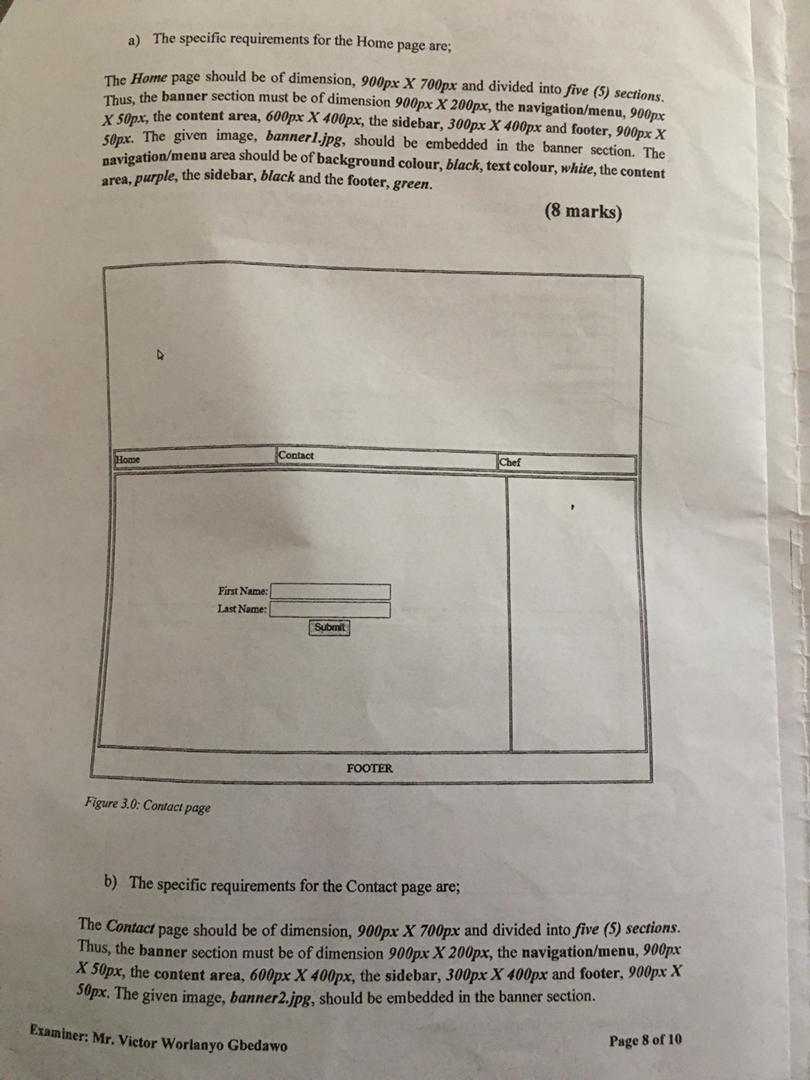 a) The specific requirements for the Home page are;
The Home page should be of dimension, 900px X 700px and divided into five (5) sections.
Thus, the banner section must be of dimension 900px X 200px, the navigation/menu, 900px
X 50px, the content area, 600px X 400px, the sidebar, 300px X 400px and footer, 900px X
50px. The given image, banner1.jpg, should be embedded in the banner section. The
navigation/menu area should be of background colour, black, text colour, white, the content
area, purple, the sidebar, black and the footer, green.
(8 marks)
Home Contact Chef
First Name:
Last Name:
Submit
FOOTER
Figure 3.0: Contact page
b) The specific requirements for the Contact page are;
The Contact page should be of dimension, 900px X 700px and divided into five (5) sections.
Thus, the banner section must be of dimension 900px X 200px, the navigation/menu, 900px
X 50px, the content area, 600px X 400px, the sidebar, 300px X 400px and footer, 900px X
50px. The given image, banner2.jpg, should be embedded in the banner section.
Examiner: Mr. Victor Worlanyo Gbedawo Page 8 of 10